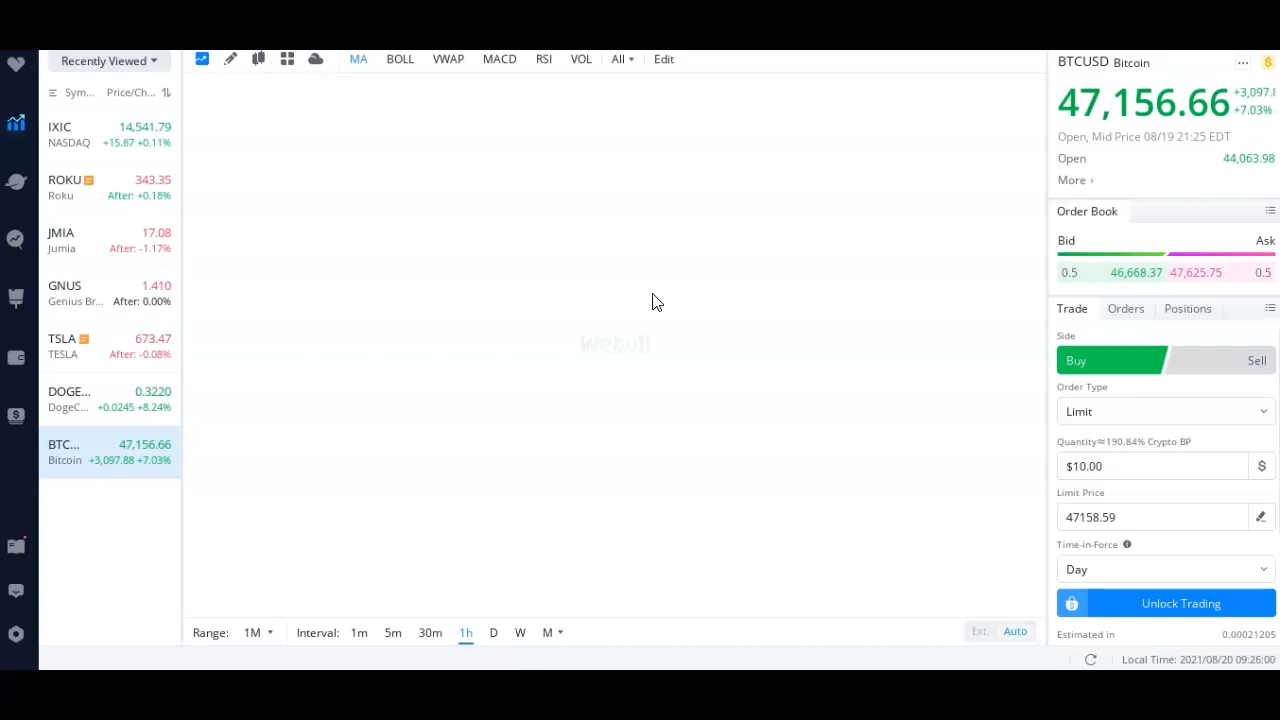 Recently Viewed
MA BOLL VWAP MACD RSI VOL All Edit
Sym... Price/Ch...
IXIC 14,541.79
NASDAQ +15.87 +0.11%
ROKU 343.35
Roku After: +0.18%
JMIA 17.08
Jumia After: -1.17%
GNUS 1.410
Genius Br... After: 0.00%
TSLA 673.47
TESLA After: -0.08%
DOGE... 0.3220
DogeC... +0.0245 +8.24%
BTC... 47,156.66
Bitcoin +3,097.88 +7.03%
Webull
Range: 1M Interval: 1m 5m 30m 1h D W M
Ext. Auto
BTCUSD Bitcoin ...
47,156.66
+3,097.8
+7.03%
Open, Mid Price 08/19 21:25 EDT
Open 44,063.98
More ›
Order Book
Bid Ask
0.5 46,668.37 47,625.75 0.5
Trade Orders Positions
Side
Buy Sell
Order Type
Limit
Quantity≈190.84% Crypto BP
$10.00 $
Limit Price
47158.59
Time-in-Force
Day
Unlock Trading
Estimated in 0.00021205
Local Time: 2021/08/20 09:26:00